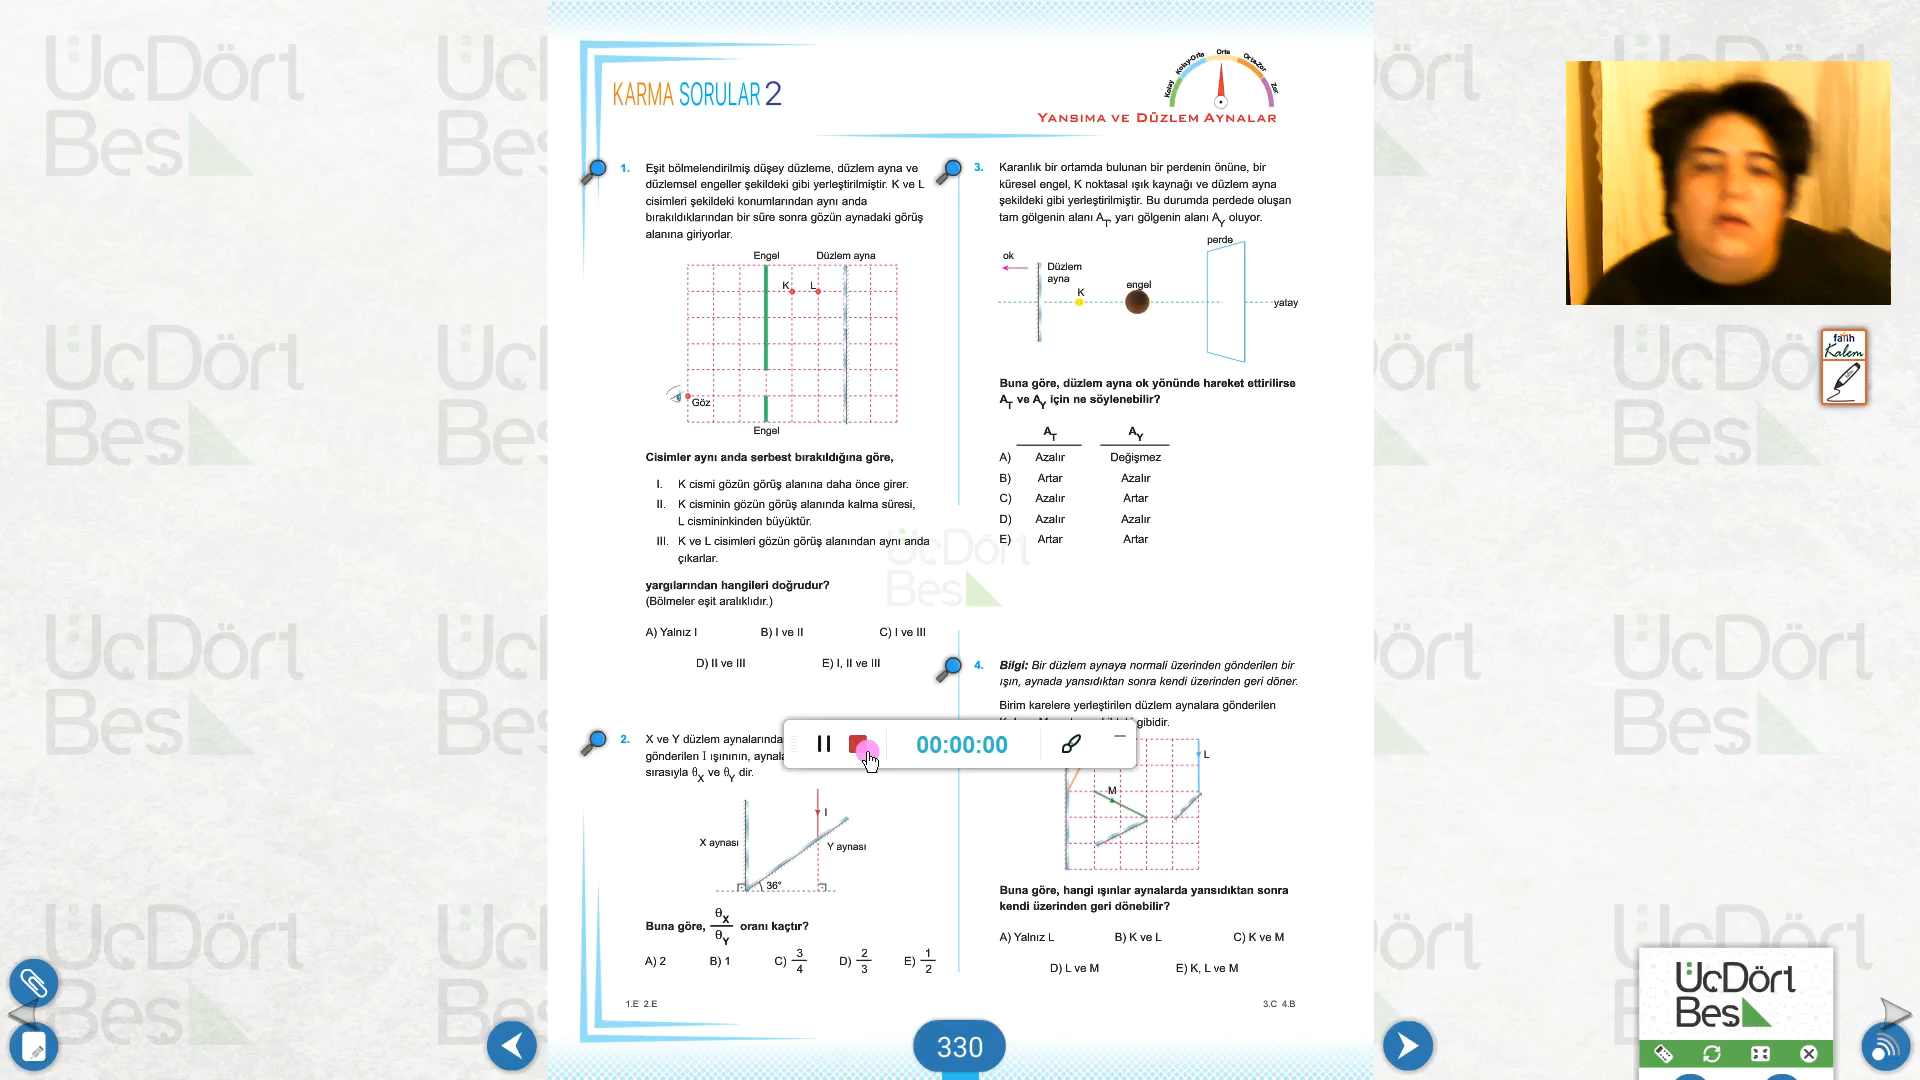 KARMA SORULAR 2
Kolay
Kolay-Orta
Orta
Orta-Zor
Zor
YANSIMA VE DÜZLEM AYNALAR
1. Eşit bölmelendirilmiş düşey düzleme, düzlem ayna ve
düzlemsel engeller şekildeki gibi yerleştirilmiştir. K ve L
cisimleri şekildeki konumlarından aynı anda
bırakıldıklarından bir süre sonra gözün aynadaki görüş
alanına giriyorlar.
Engel
Düzlem ayna
K
L
Göz
Engel
Cisimler aynı anda serbest bırakıldığına göre,
I. K cismi gözün görüş alanına daha önce girer.
II. K cisminin gözün görüş alanında kalma süresi,
L cismininkinden büyüktür.
III. K ve L cisimleri gözün görüş alanından aynı anda
çıkarlar.
yargılarından hangileri doğrudur?
(Bölmeler eşit aralıklıdır.)
A) Yalnız I
B) I ve II
C) I ve III
D) II ve III
E) I, II ve III
2. X ve Y düzlem aynalarında
gönderilen I ışınının,
sırasıyla θX ve θY dir.
I
X aynası
Y aynası
36°
Buna göre, θX/θY oranı kaçtır?
A) 2
B) 1
C) 3/4
D) 2/3
E) 1/2
1.E 2.E
3. Karanlık bir ortamda bulunan bir perdenin önüne, bir
küresel engel, K noktasal ışık kaynağı ve düzlem ayna
şekildeki gibi yerleştirilmiştir. Bu durumda perdede oluşan
tam gölgenin alanı AT, yarı gölgenin alanı AY oluyor.
perde
ok
Düzlem
ayna
K
engel
yatay
Buna göre, düzlem ayna ok yönünde hareket ettirilirse
AT ve AY için ne söylenebilir?
AT AY
A) Azalır Değişmez
B) Artar Azalır
C) Azalır Artar
D) Azalır Azalır
E) Artar Artar
4. Bilgi: Bir düzlem aynaya normali üzerinden gönderilen bir
ışın, aynada yansıdıktan sonra kendi üzerinden geri döner.
Birim karelere yerleştirilen düzlem aynalara gönderilen
gibidir.
L
M
Buna göre, hangi ışınlar aynalarda yansıdıktan sonra
kendi üzerinden geri dönebilir?
A) Yalnız L
B) K ve L
C) K ve M
D) L ve M
E) K, L ve M
3.C 4.B
00:00:00
330
fatih
Kalem
ÜçDört
Beş